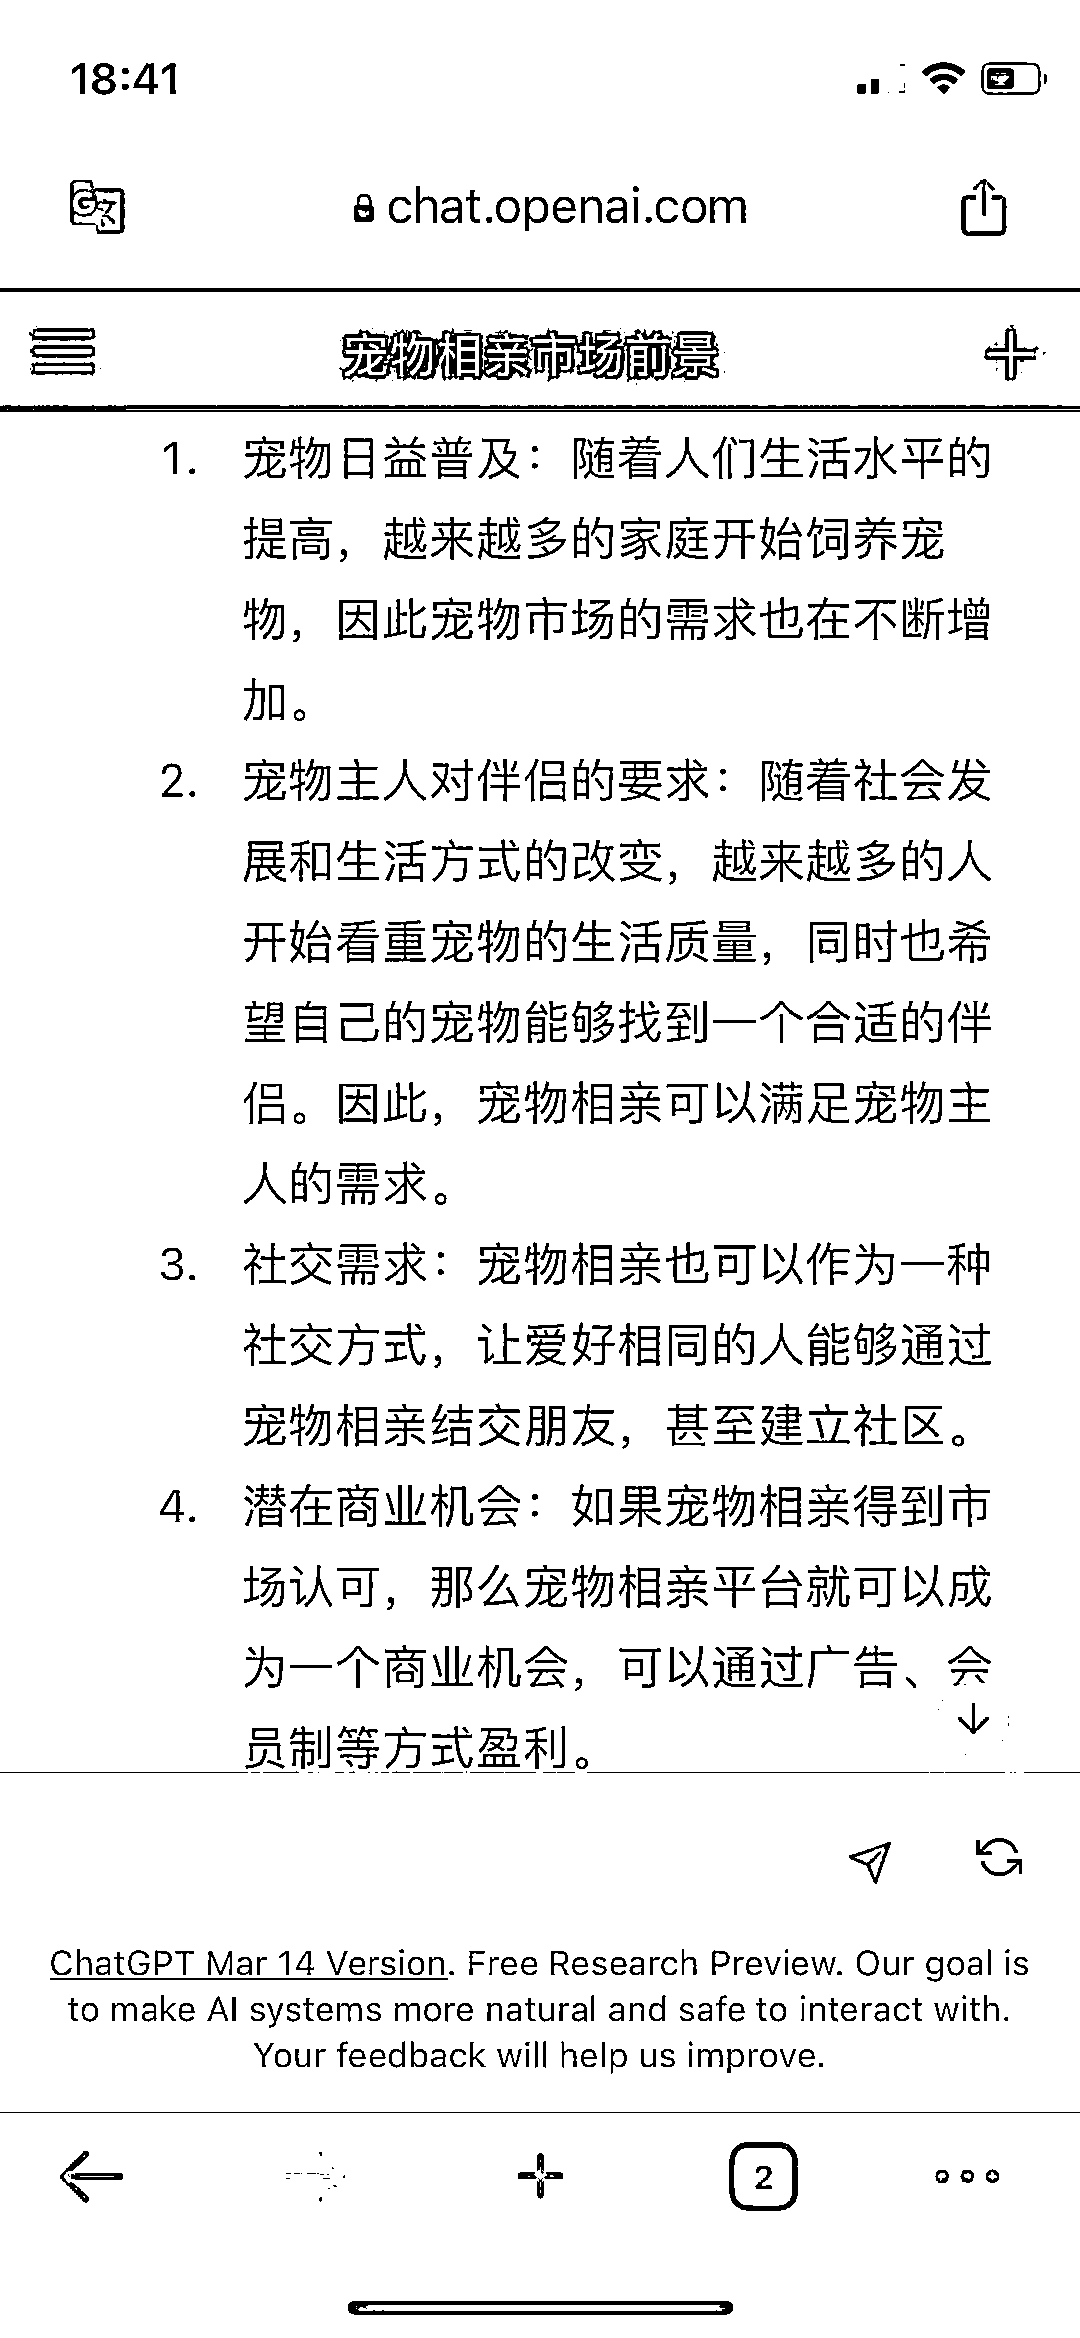 18:41
chat.openai.com
宠物相亲市场前景
1. 宠物日益普及：随着人们生活水平的
提高，越来越多的家庭开始饲养宠
物，因此宠物市场的需求也在不断增
加。
2. 宠物主人对伴侣的要求：随着社会发
展和生活方式的改变，越来越多的人
开始看重宠物的生活质量，同时也希
望自己的宠物能够找到一个合适的伴
侣。因此，宠物相亲可以满足宠物主
人的需求。
3. 社交需求：宠物相亲也可以作为一种
社交方式，让爱好相同的人能够通过
宠物相亲结交朋友，甚至建立社区。
4. 潜在商业机会：如果宠物相亲得到市
场认可，那么宠物相亲平台就可以成
为一个商业机会，可以通过广告、会
员制等方式盈利。
ChatGPT Mar 14 Version. Free Research Preview. Our goal is
to make AI systems more natural and safe to interact with.
Your feedback will help us improve.
2